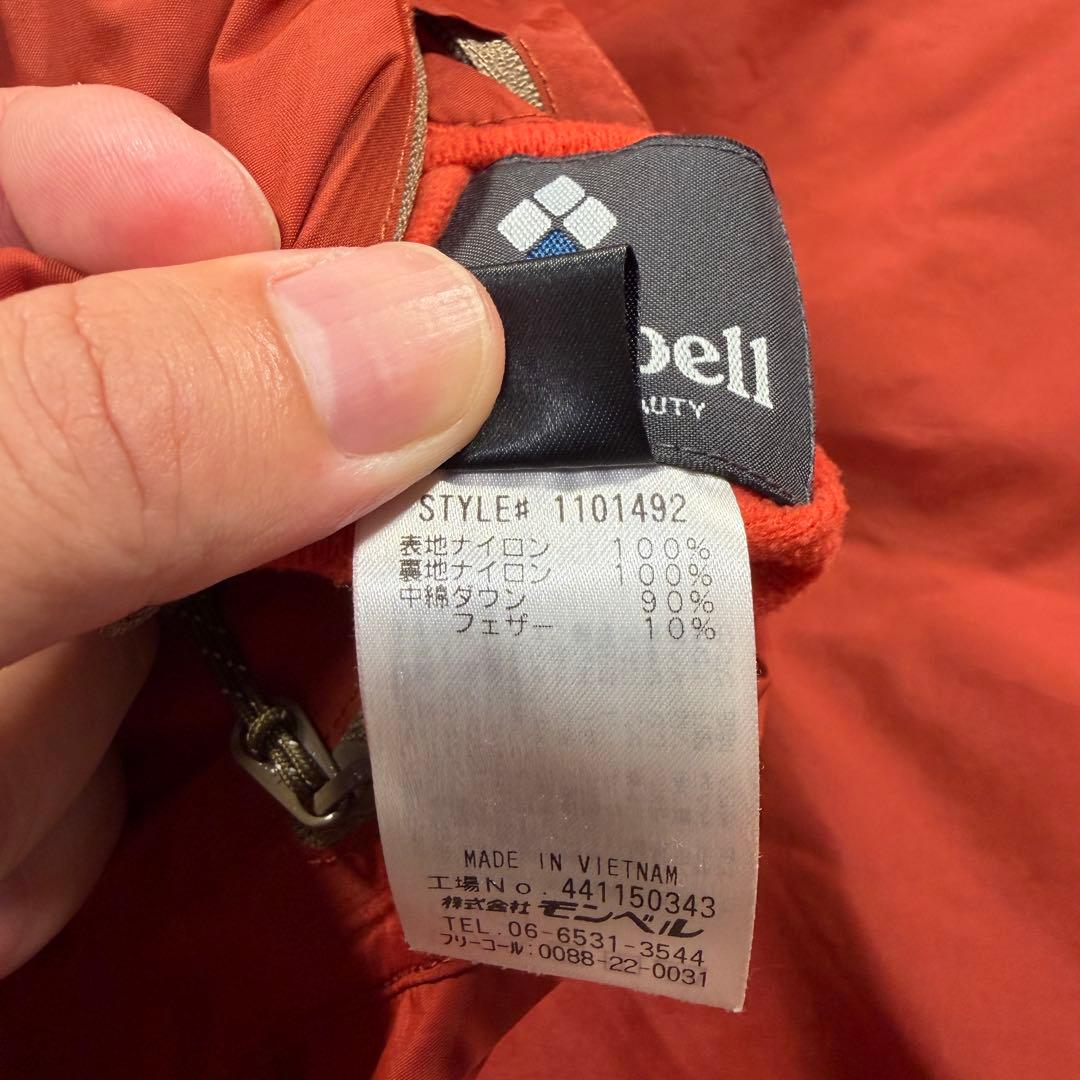 bell
AUTY
STYLE# 1101492
表地ナイロン 100%
裏地ナイロン 100%
中綿ダウン 90%
フェザー 10%
MADE IN VIETNAM
工場No. 441150343
株式会社 モンベル
TEL.06-6531-3544
フリーコール:0088-22-0031